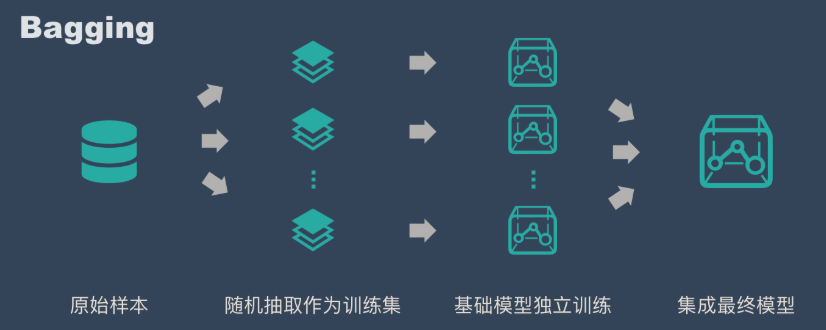 Bagging
原始样本
随机抽取作为训练集
基础模型独立训练
集成最终模型